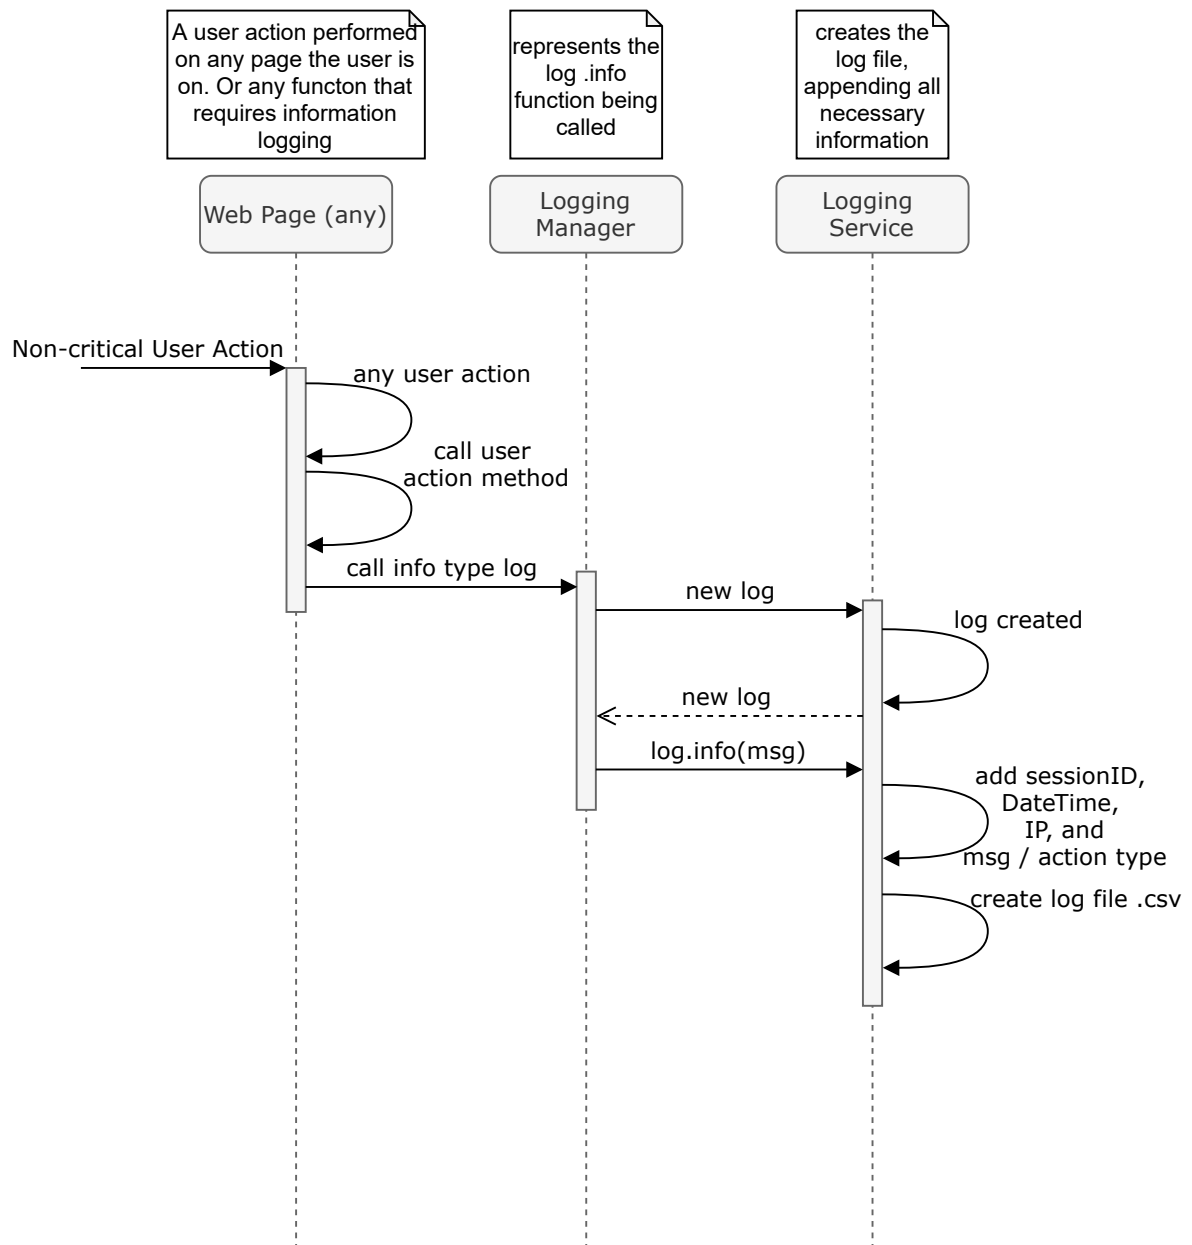 A user action performed
on any page the user is
on. Or any functon that
requires information
logging
represents the
log .info
function being
called
creates the
log file,
appending all
necessary
information
Web Page (any)
Logging
Manager
Logging
Service
Non-critical User Action
any user action
call user
action method
call info type log
new log
log created
new log
log.info(msg)
add sessionID,
DateTime,
IP, and
msg / action type
create log file .csv